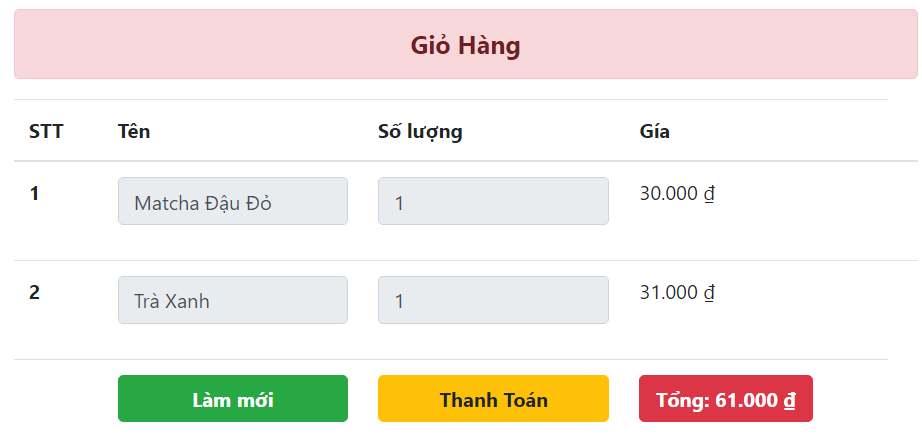 Giỏ Hàng
STT Tên Số lượng Gía
1 Matcha Đậu Đỏ 1 30.000 ₫
2 Trà Xanh 1 31.000 ₫
Làm mới Thanh Toán Tổng: 61.000 ₫